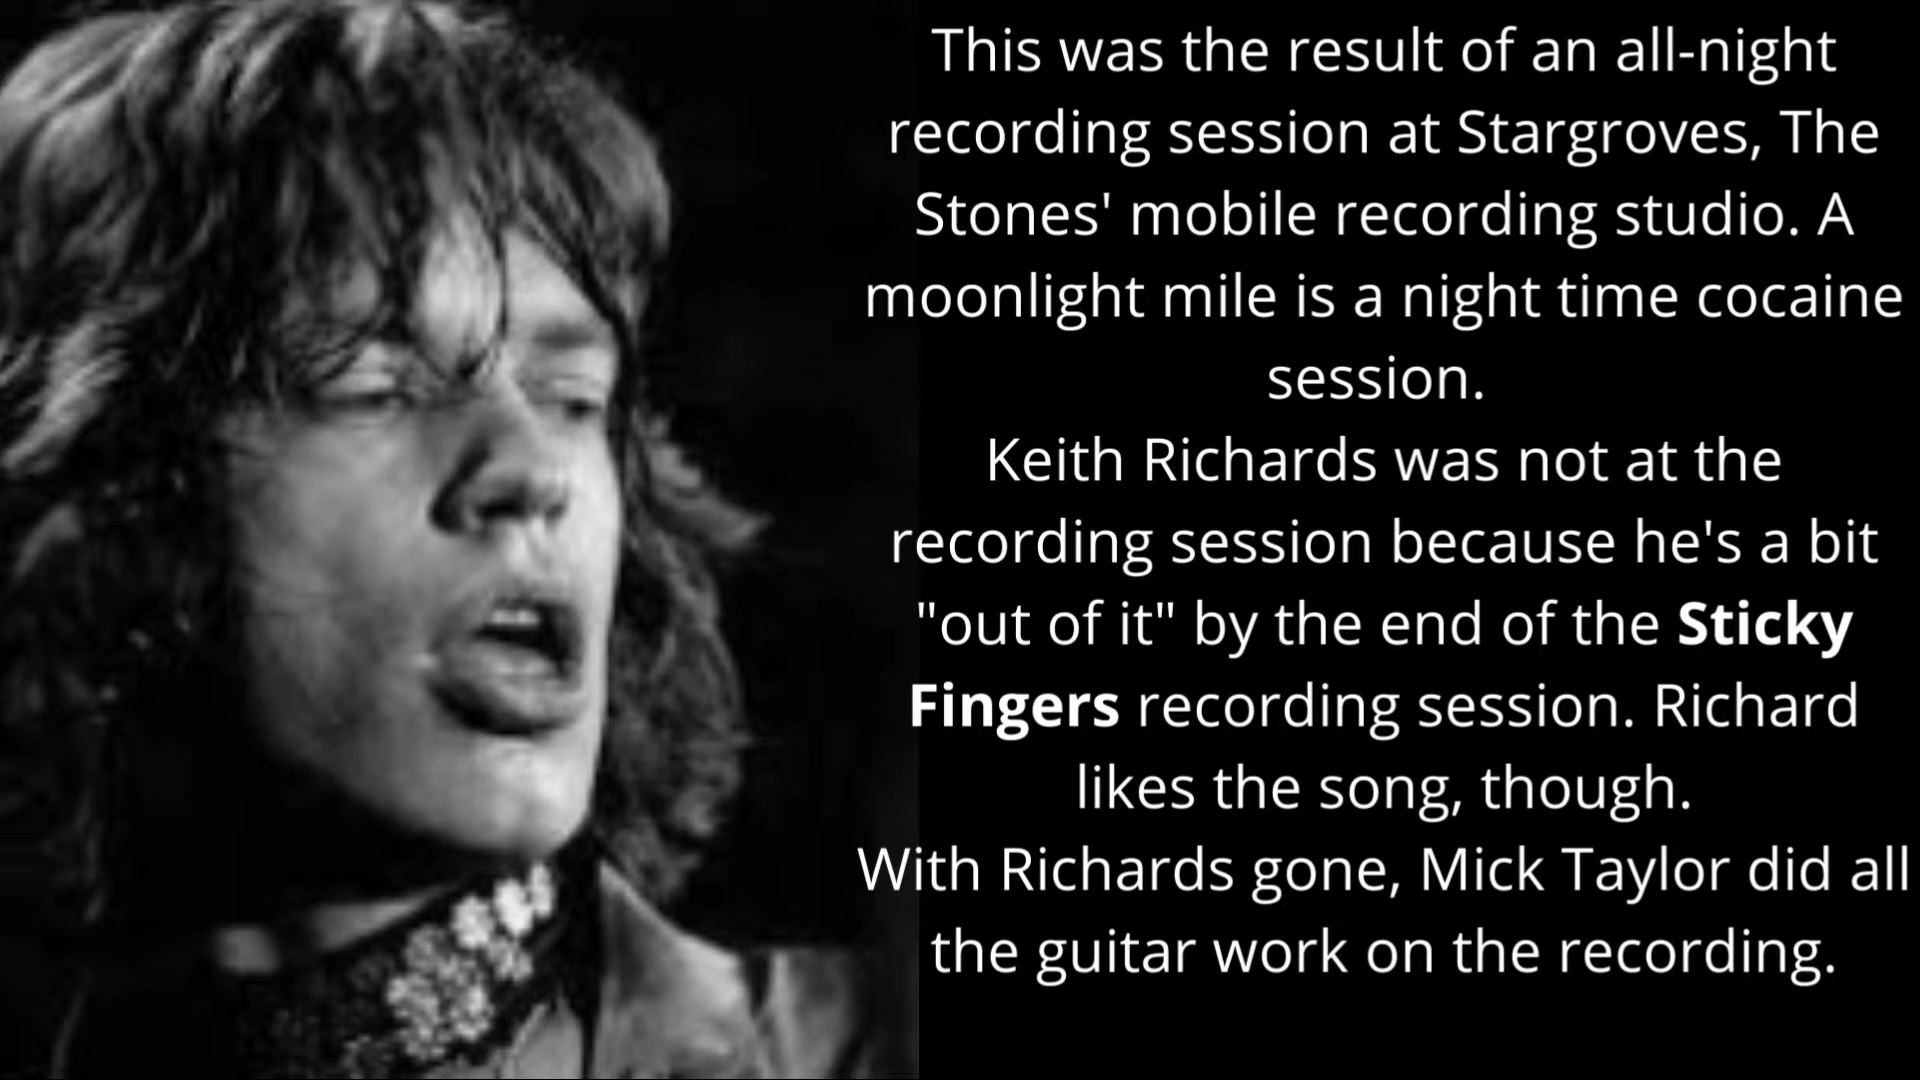 This was the result of an all-night
recording session at Stargroves, The
Stones' mobile recording studio. A
moonlight mile is a night time cocaine
session.
Keith Richards was not at the
recording session because he's a bit
"out of it" by the end of the Sticky
Fingers recording session. Richard
likes the song, though.
With Richards gone, Mick Taylor did all
the guitar work on the recording.